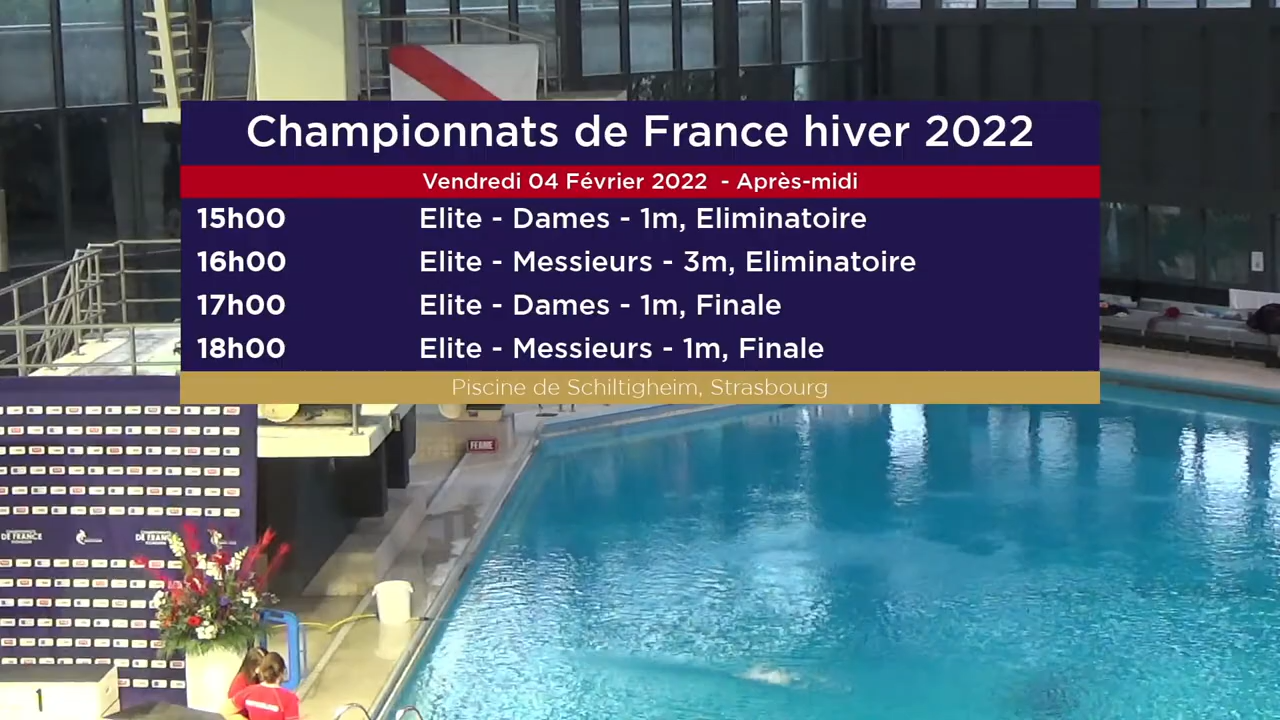 Championnats de France hiver 2022
Vendredi 04 Février 2022 - Après-midi
15h00 Elite - Dames - 1m, Eliminatoire
16h00 Elite - Messieurs - 3m, Eliminatoire
17h00 Elite - Dames - 1m, Finale
18h00 Elite - Messieurs - 1m, Finale
Piscine de Schiltigheim, Strasbourg
FERME
DE FRANCE
DE FRANCE
1